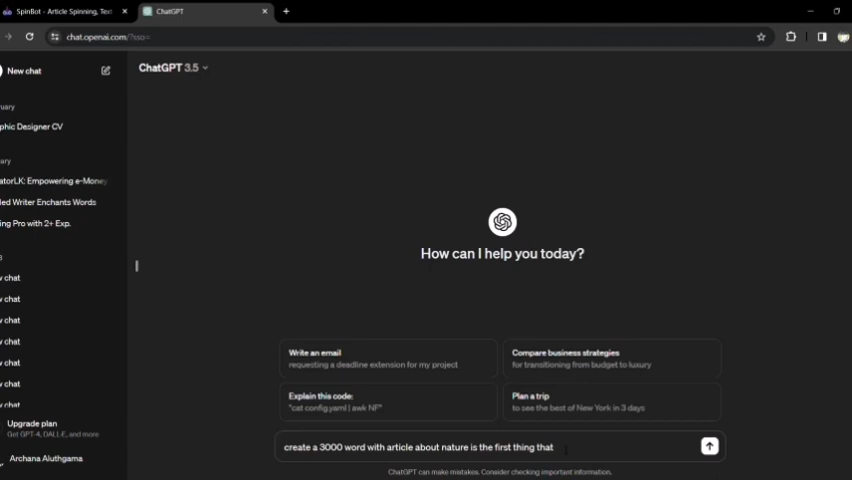 SpinBot - Article Spinning, Text
ChatGPT
chat.openai.com/?sso=
New chat
ChatGPT 3.5
uary
phic Designer CV
ary
atorLK: Empowering e-Money
led Writer Enchants Words
ing Pro with 2+ Exp.
3
w chat
w chat
w chat
w chat
w chat
w chat
w chat
How can I help you today?
Write an email
requesting a deadline extension for my project
Compare business strategies
for transitioning from budget to luxury
Explain this code:
"cat config.yaml | awk NF"
Plan a trip
to see the best of New York in 3 days
Upgrade plan
Get GPT-4, DALL·E, and more
Archana Aluthgama
create a 3000 word with article about nature is the first thing that
ChatGPT can make mistakes. Consider checking important information.